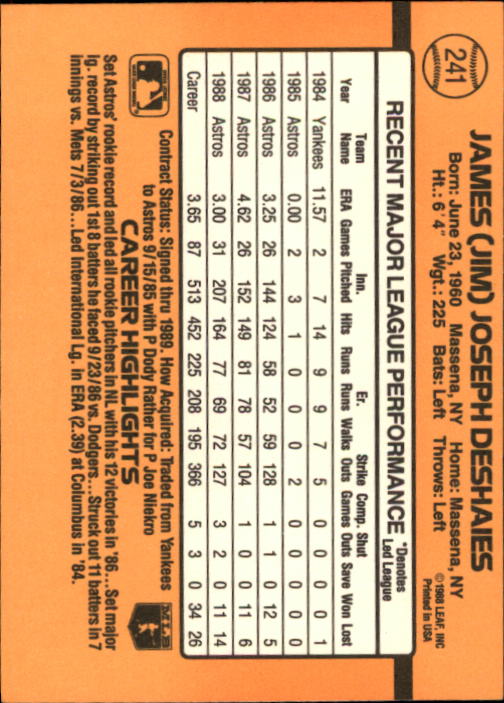 241
JAMES (JIM) JOSEPH DESHAIES
Born: June 23, 1960 Massena, NY Home: Massena, NY
Ht.: 6'4" Wgt.: 225 Bats: Left Throws: Left
© 1988 LEAF, INC
Printed in USA
RECENT MAJOR LEAGUE PERFORMANCE
*Denotes
Led League
Team Inn. Er. Strike Comp. Shut
Year Name ERA Games Pitched Hits Runs Runs Walks Outs Games Outs Save Won Lost
1984 Yankees 11.57 2 7 14 9 9 7 5 0 0 0 0 1
1985 Astros 0.00 2 3 1 0 0 0 2 0 0 0 0 0
1986 Astros 3.25 26 144 124 58 52 59 128 1 1 0 12 5
1987 Astros 4.62 26 152 149 81 78 57 104 1 0 0 11 6
1988 Astros 3.00 31 207 164 77 69 72 127 3 2 0 11 14
Career 3.65 87 513 452 225 208 195 366 5 3 0 34 26
Contract Status: Signed thru 1989. How Acquired: Traded from Yankees
to Astros 9/15/85 with P Dody Rather for P Joe Niekro
CAREER HIGHLIGHTS
MLB
Set Astros' rookie record and led all rookie pitchers in NL with his 12 victories in '86...Set major
lg. record by striking out 1st 8 batters he faced 9/23/86 vs. Dodgers...Struck out 11 batters in 7
innings vs. Mets 7/3/86...Led International Lg. in ERA (2.39) at Columbus in '84.